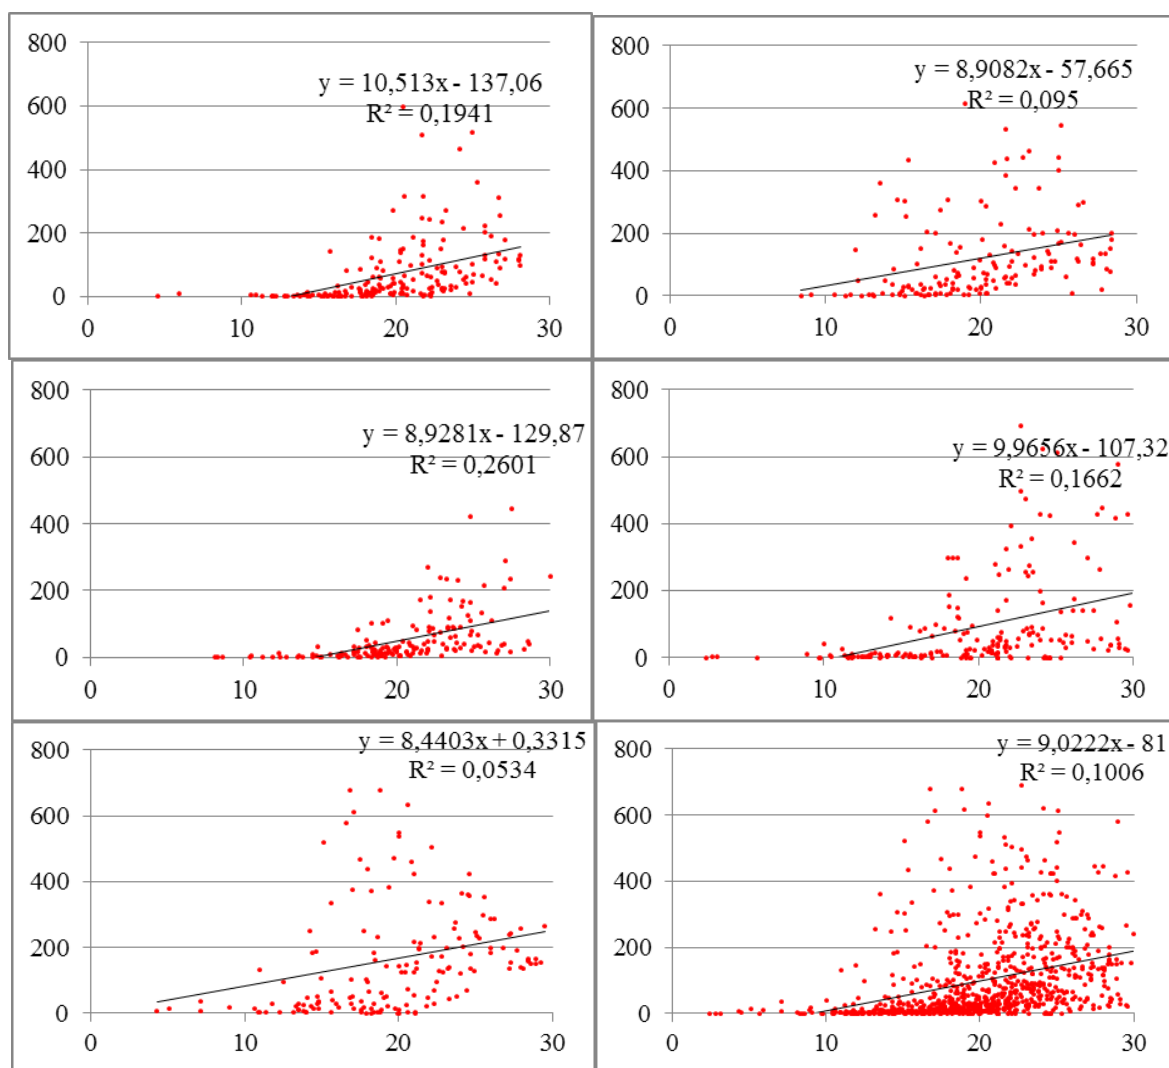 800
y = 10,513x - 137,06
R² = 0,1941
600
400
200
0
0 10 20 30
800
y = 8,9082x - 57,665
R² = 0,095
600
400
200
0
0 10 20 30
800
y = 8,9281x - 129,87
R² = 0,2601
600
400
200
0
0 10 20 30
800
y = 9,9656x - 107,32
R² = 0,1662
600
400
200
0
0 10 20 30
y = 8,4403x + 0,3315
800
R² = 0,0534
600
400
200
0
0 10 20 30
y = 9,0222x - 81
800
R² = 0,1006
600
400
200
0
0 10 20 30